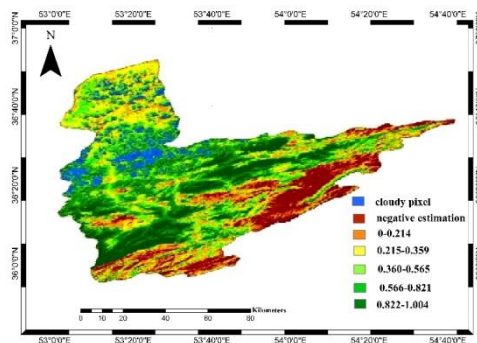 53°0'0"E 53°20'0"E 53°40'0"E 54°0'0"E 54°20'0"E 54°40'0"E
N
37°0'0"N
36°40'0"N
36°20'0"N
36°0'0"N
cloudy pixel
negative estimation
0-0.214
0.215-0.359
0.360-0.565
0.566-0.821
0.822-1.004
Kilometers
0 5 10 20 40 60 80
53°0'0"E 53°20'0"E 53°40'0"E 54°0'0"E 54°20'0"E 54°40'0"E